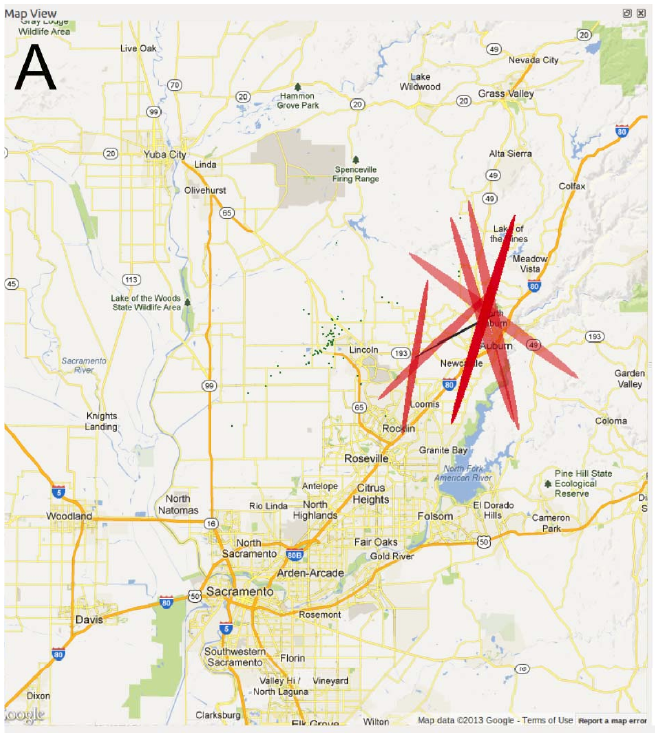 Map View
Gray Lodge
Wildlife Area
A
Live Oak
49
20
Nevada City
70
Lake
Wildwood
20
Hammon
Grove Park
20
20
Grass Valley
99
49
80
20
Yuba City
Linda
Alta Sierra
Spenceville
Firing Range
49
Olivehurst
Colfax
49
65
Lake of
the Pines
Meadow
Vista
45
113
80
Lake of the Woods
State Wildlife Area
Auburn
49
193
Lincoln
193
Newcastle
Sacramento
River
99
80
Garden
Valley
Loomis
65
Knights
Landing
Rocklin
Coloma
Granite Bay
Roseville
North Fork
American River
Pine Hill State
Ecological
Reserve
5
Antelope
Citrus
Heights
North
Natomas
Rio Linda
North
Highlands
El Dorado
Hills
Woodland
Folsom
Cameron
Park
16
Fair Oaks
North
Sacramento
80B
Gold River
50
Arden-Arcade
50
Sacramento
80
Davis
Rosemont
5
80
Southwestern
Sacramento
Florin
Dixon
Valley Hi /
North Laguna
Vineyard
Clarksburg
Elk Grove
Wilton
Map data ©2013 Google - Terms of Use
Report a map error